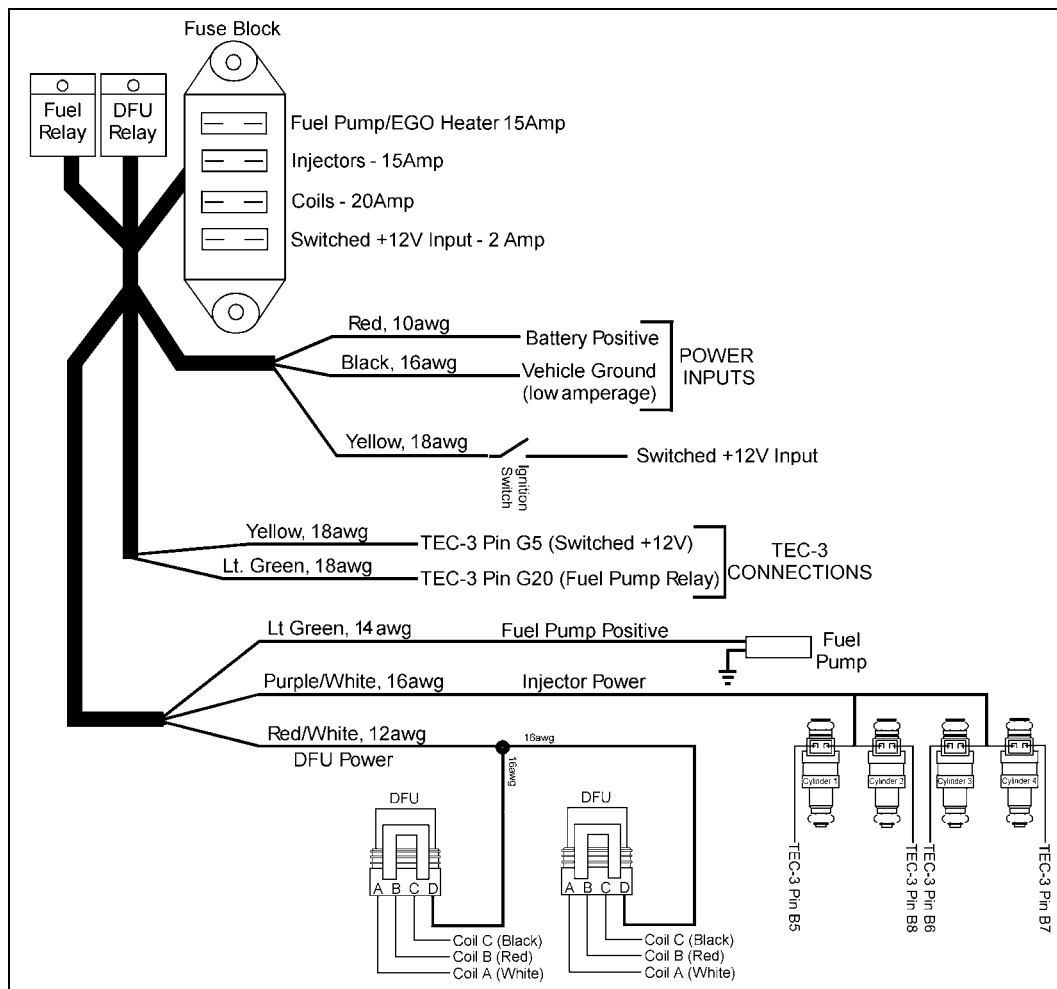 Fuse Block
Fuel
Relay
DFU
Relay
Fuel Pump/EGO Heater 15Amp
Injectors - 15Amp
Coils - 20Amp
Switched +12V Input - 2 Amp
Red, 10awg
Battery Positive
Black, 16awg
Vehicle Ground
(low amperage)
POWER
INPUTS
Yellow, 18awg
Ignition
Switch
Switched +12V Input
Yellow, 18awg
TEC-3 Pin G5 (Switched +12V)
Lt. Green, 18awg
TEC-3 Pin G20 (Fuel Pump Relay)
TEC-3
CONNECTIONS
Lt Green, 14awg
Fuel Pump Positive
Fuel
Pump
Purple/White, 16awg
Injector Power
Red/White, 12awg
DFU Power
16awg
16awg
Cylinder 1
Cylinder 2
Cylinder 3
Cylinder 4
TEC-3 Pin B5
TEC-3 Pin B8
TEC-3 Pin B6
TEC-3 Pin B7
DFU
A B C D
Coil C (Black)
Coil B (Red)
Coil A (White)
DFU
A B C D
Coil C (Black)
Coil B (Red)
Coil A (White)